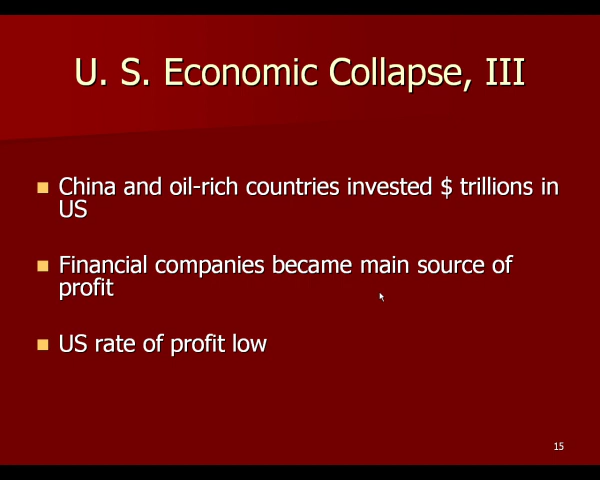 U. S. Economic Collapse, III
China and oil-rich countries invested $ trillions in
US
Financial companies became main source of
profit
US rate of profit low
15